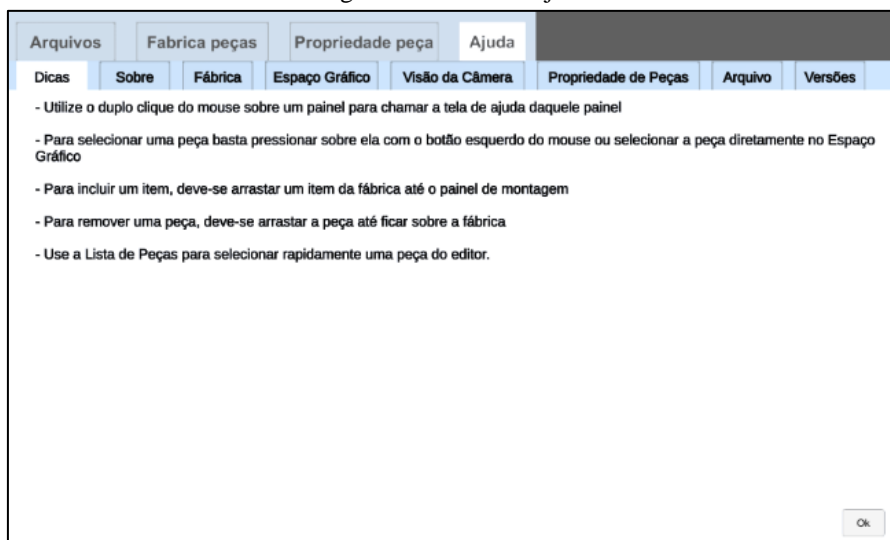 Arquivos Fabrica peças Propriedade peça Ajuda
Dicas Sobre Fábrica Espaço Gráfico Visão da Câmera Propriedade de Peças Arquivo Versões
- Utilize o duplo clique do mouse sobre um painel para chamar a tela de ajuda daquele painel
- Para selecionar uma peça basta pressionar sobre ela com o botão esquerdo do mouse ou selecionar a peça diretamente no Espaço
Gráfico
- Para incluir um item, deve-se arrastar um item da fábrica até o painel de montagem
- Para remover uma peça, deve-se arrastar a peça até ficar sobre a fábrica
- Use a Lista de Peças para selecionar rapidamente uma peça do editor.
Ok